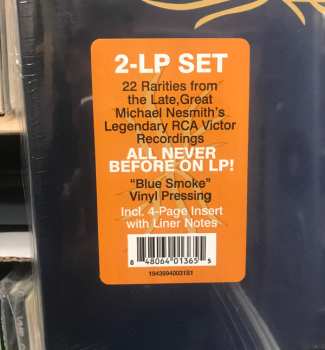 2-LP SET
22 Rarities from
the Late,Great
Michael Nesmith's
Legendary RCA Victor
Recordings
ALL NEVER
BEFORE ON LP!
"Blue Smoke"
Vinyl Pressing
Incl. 4-Page Insert
with Liner Notes
8 48064 01365 5
1943994003181